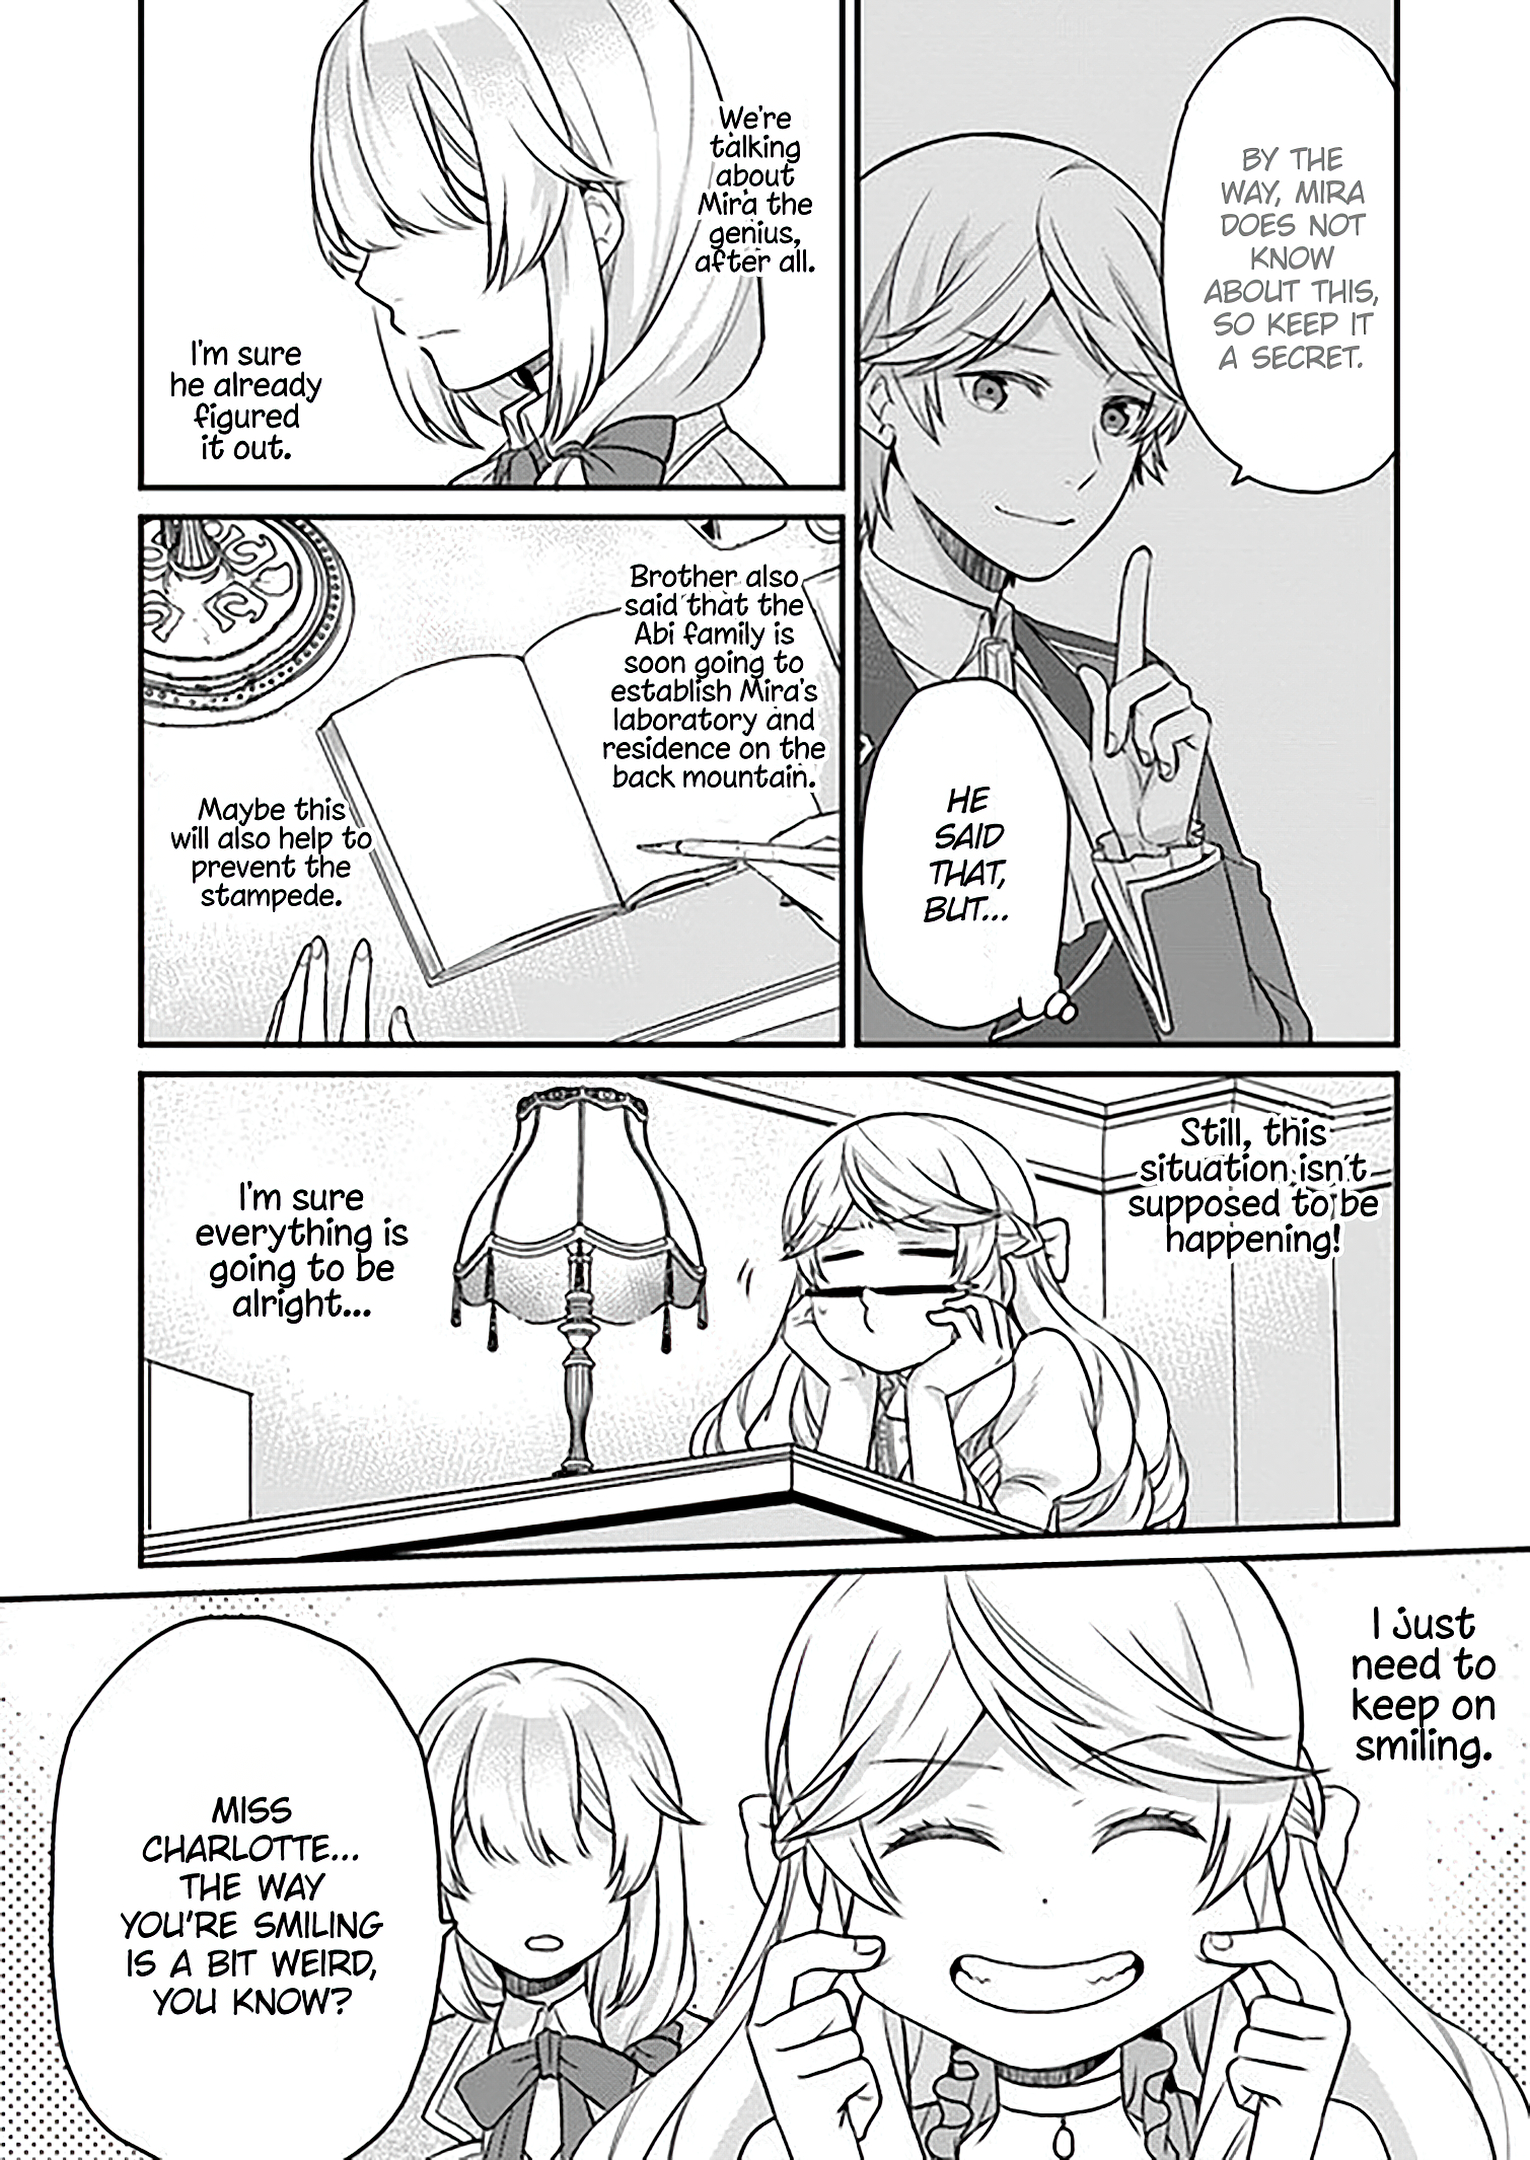 BY THE
WAY, MIRA
DOES NOT
KNOW
ABOUT THIS,
SO KEEP IT
A SECRET.
HE
SAID
THAT,
BUT...
We're
talking
about
Mira the
genius,
after all.
I'm sure
he already
figured
it out.
Brother also
said that the
Abi family is
soon going to
establish Mira's
laboratory and
residence on the
back mountain.
Maybe this
will also help to
prevent the
stampede.
Still, this
situation isn't
supposed to be
happening!
I'm sure
everything is
going to be
alright...
I just
need to
keep on
smiling.
MISS
CHARLOTTE...
THE WAY
YOU'RE SMILING
IS A BIT WEIRD,
YOU KNOW?